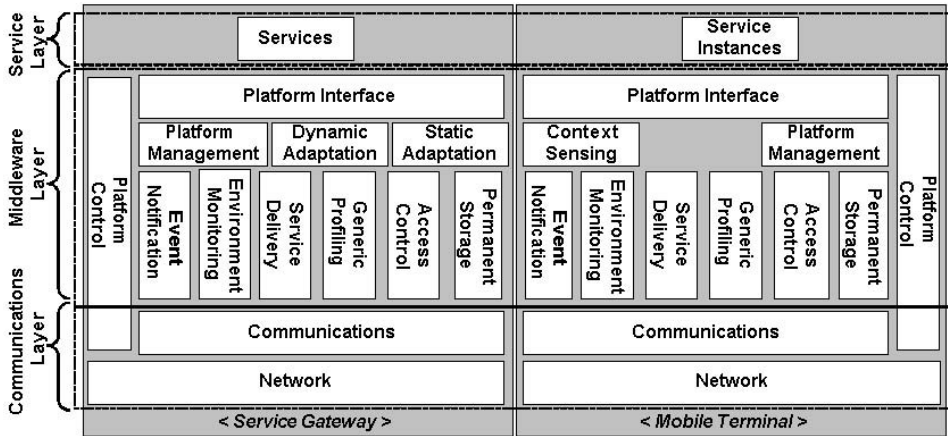 Service
Layer
Services
Service
Instances
Middleware
Layer
Platform
Control
Platform Interface
Platform
Management
Dynamic
Adaptation
Static
Adaptation
Event
Notification
Environment
Monitoring
Service
Delivery
Generic
Profiling
Access
Control
Permanent
Storage
Platform Interface
Context
Sensing
Platform
Management
Event
Notification
Environment
Monitoring
Service
Delivery
Generic
Profiling
Access
Control
Permanent
Storage
Platform
Control
Communications
Layer
Communications
Network
Communications
Network
< Service Gateway >
< Mobile Terminal >